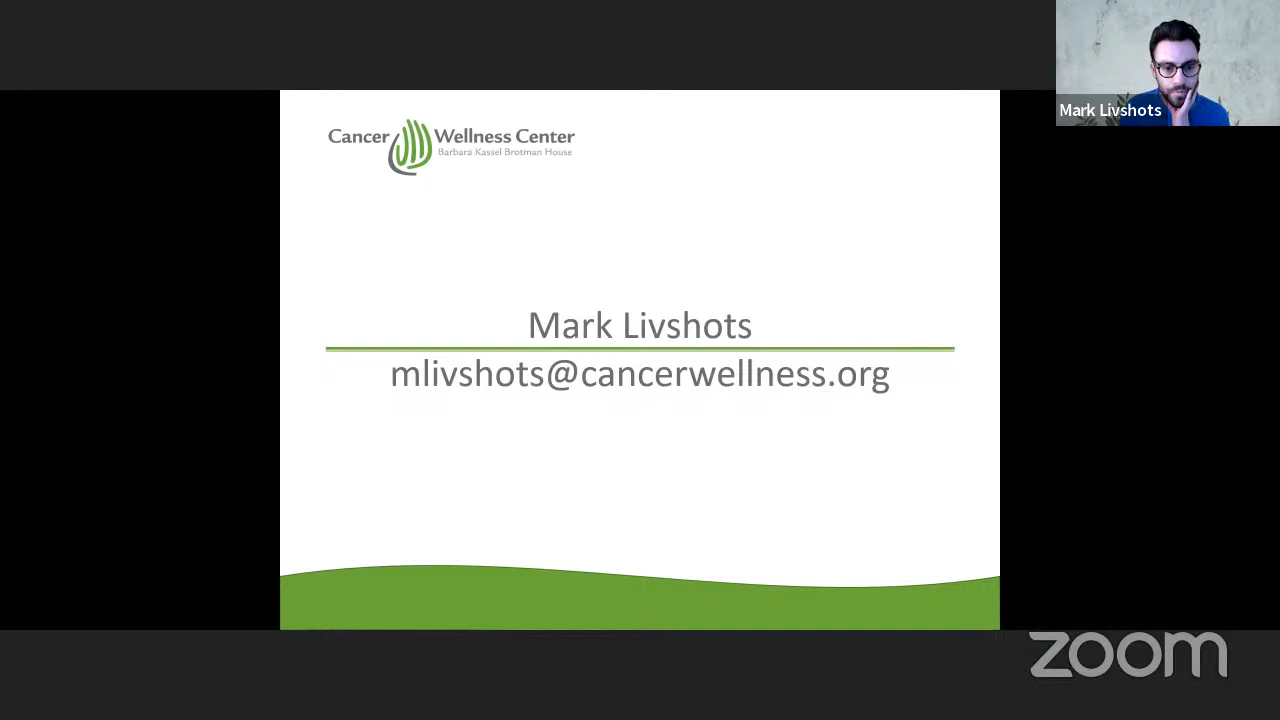 Cancer Wellness Center
Barbara Kassel Brotman House
Mark Livshots
Mark Livshots
mlivshots@cancerwellness.org
zoom